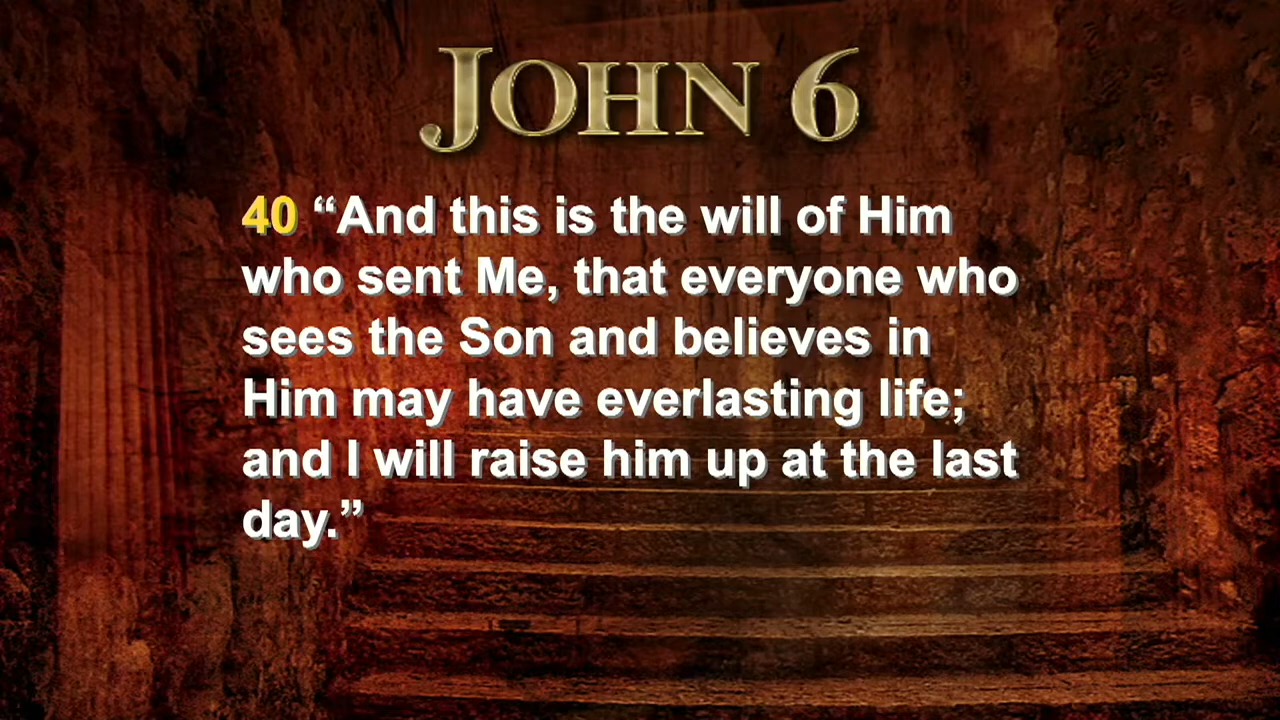 JOHN 6
40 “And this is the will of Him
who sent Me, that everyone who
sees the Son and believes in
Him may have everlasting life;
and I will raise him up at the last
day.”